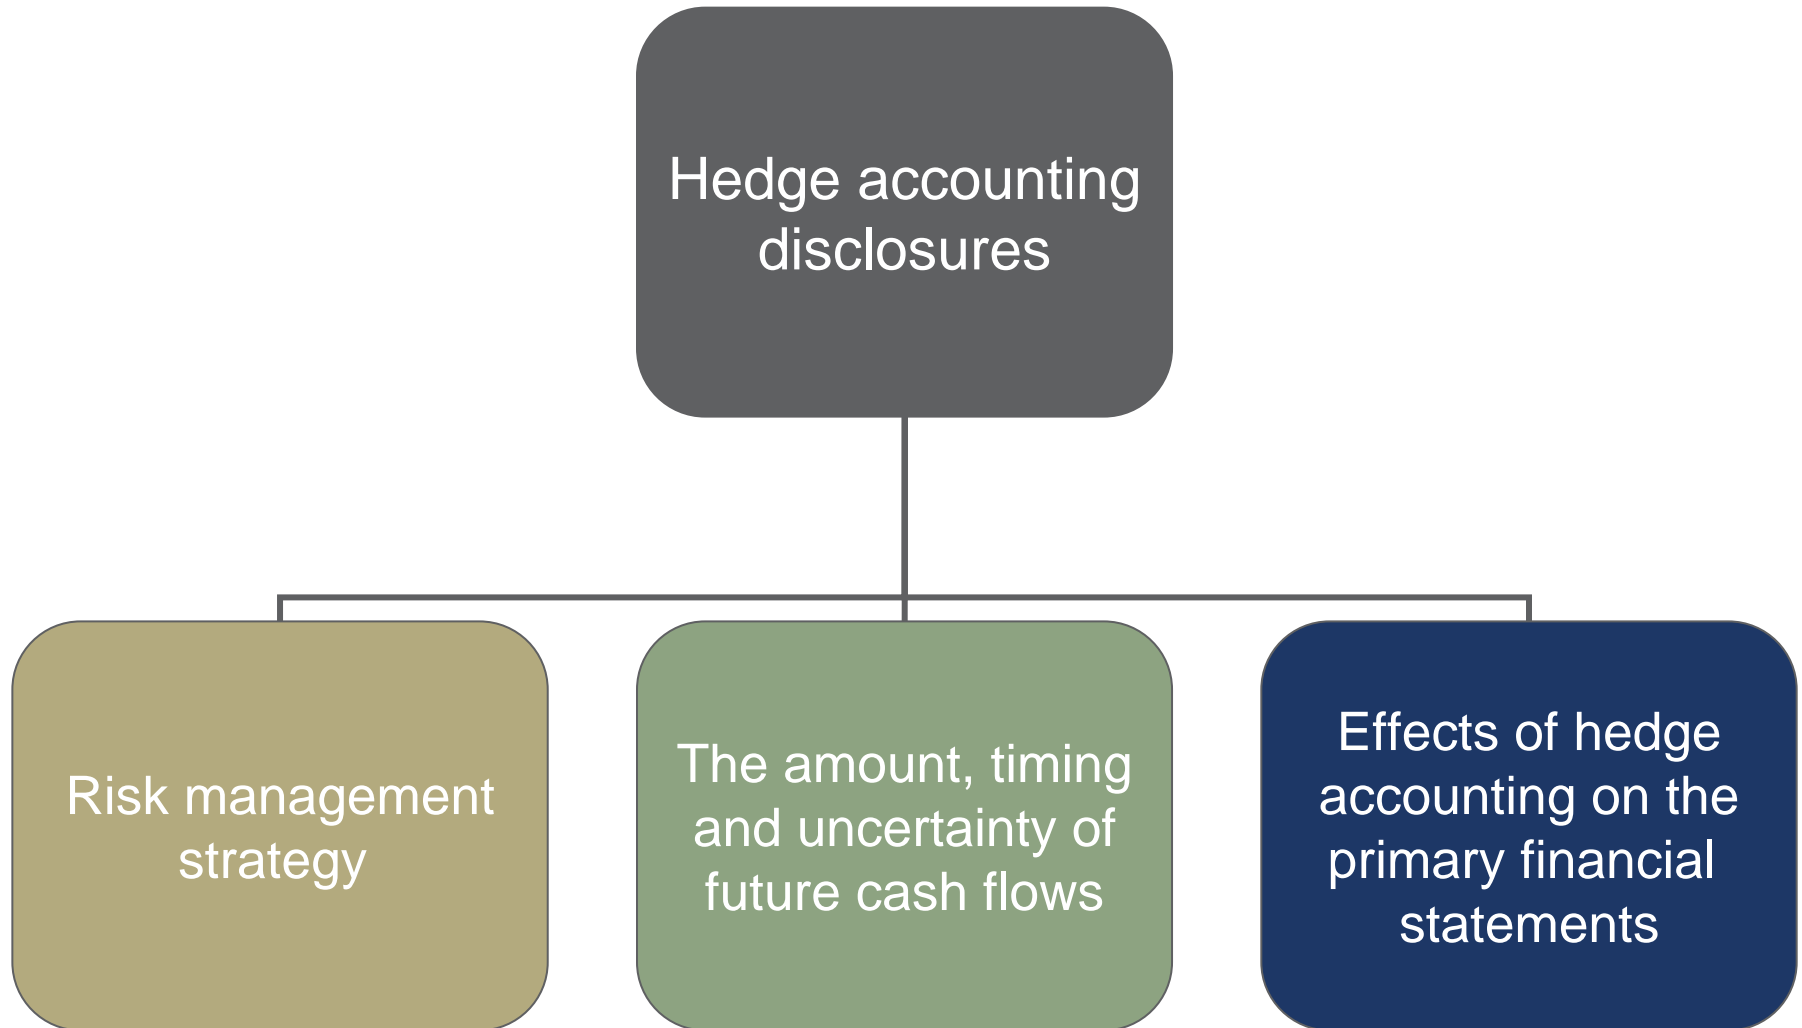 Hedge accounting
disclosures
Risk management
strategy
The amount, timing
and uncertainty of
future cash flows
Effects of hedge
accounting on the
primary financial
statements